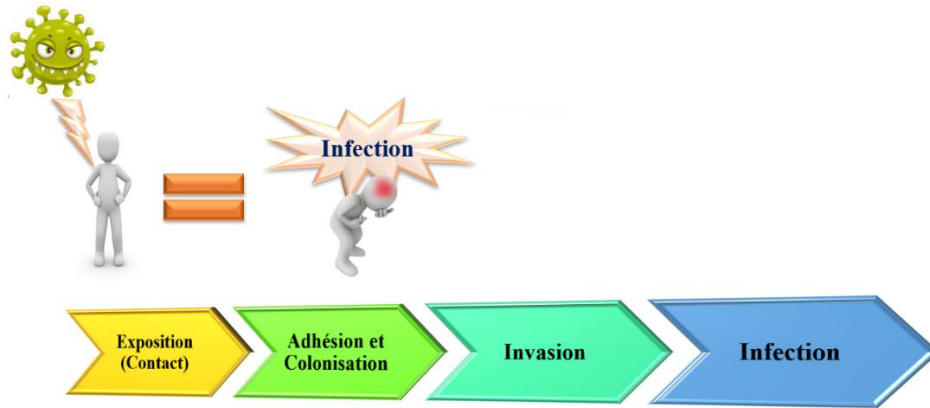 Infection
Exposition
(Contact)
Adhésion et
Colonisation
Invasion
Infection